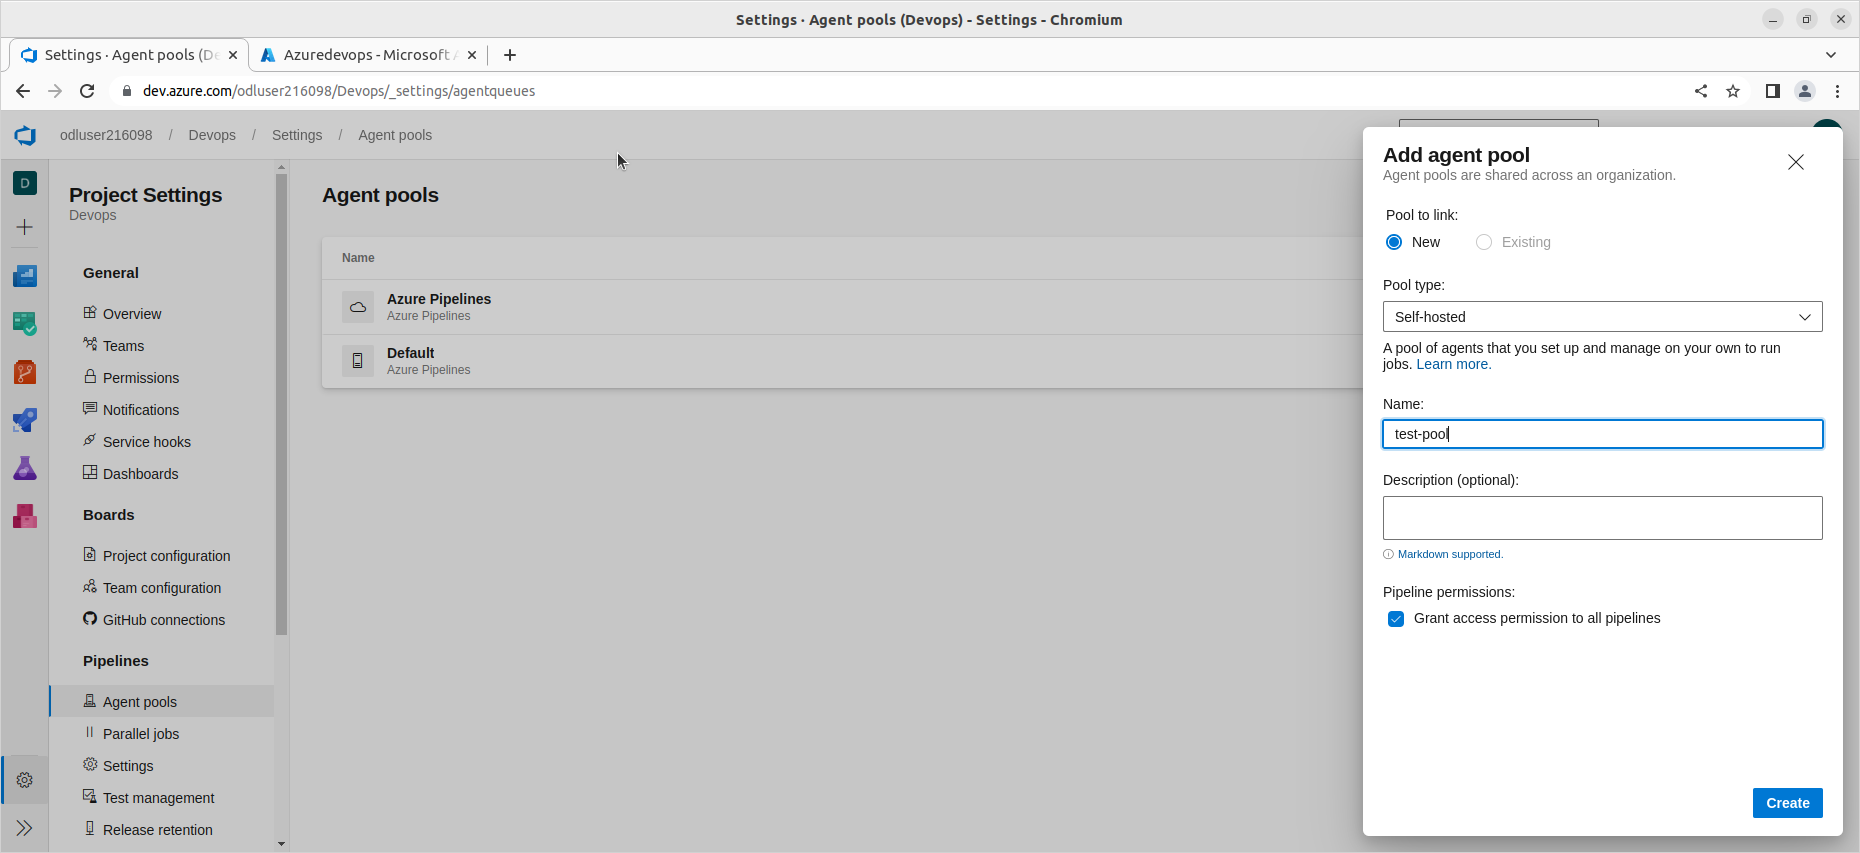 Settings · Agent pools (Devops) - Settings - Chromium
Settings · Agent pools (De
Azuredevops - Microsoft A
dev.azure.com/odluser216098/Devops/_settings/agentqueues
odluser216098 / Devops / Settings / Agent pools
D
Project Settings
Devops
General
Overview
Teams
Permissions
Notifications
Service hooks
Dashboards
Boards
Project configuration
Team configuration
GitHub connections
Pipelines
Agent pools
Parallel jobs
Settings
Test management
Release retention
Agent pools
Name
Azure Pipelines
Azure Pipelines
Default
Azure Pipelines
Add agent pool
Agent pools are shared across an organization.
Pool to link:
New Existing
Pool type:
Self-hosted
A pool of agents that you set up and manage on your own to run
jobs. Learn more.
Name:
test-pool
Description (optional):
Markdown supported.
Pipeline permissions:
Grant access permission to all pipelines
Create